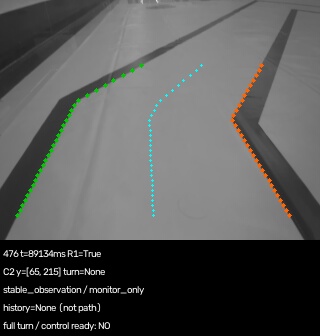 476 t=89134ms R1=True
C2 y=[65, 215] turn=None
stable_observation / monitor_only
history=None (not path)
full turn / control ready: NO